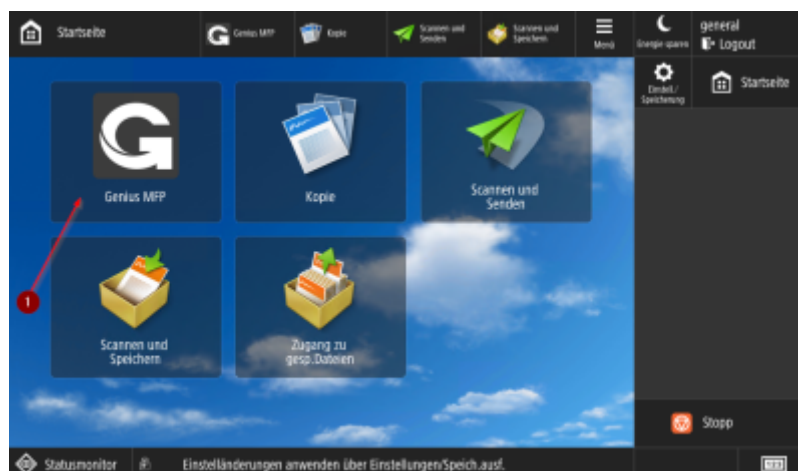 Startseite
Genius MFP
Kopie
Scannen und
Senden
Scannen und
Speichern
Menü
Energie sparen
general
Logout
Einstell./
Speicherung
Startseite
G
Genius MFP
Kopie
Scannen und
Senden
1
Scannen und
Speichern
Zugang zu
gesp.Dateien
Stopp
Statusmonitor
Einstelländerungen anwenden über Einstellungen/Speich.ausf.